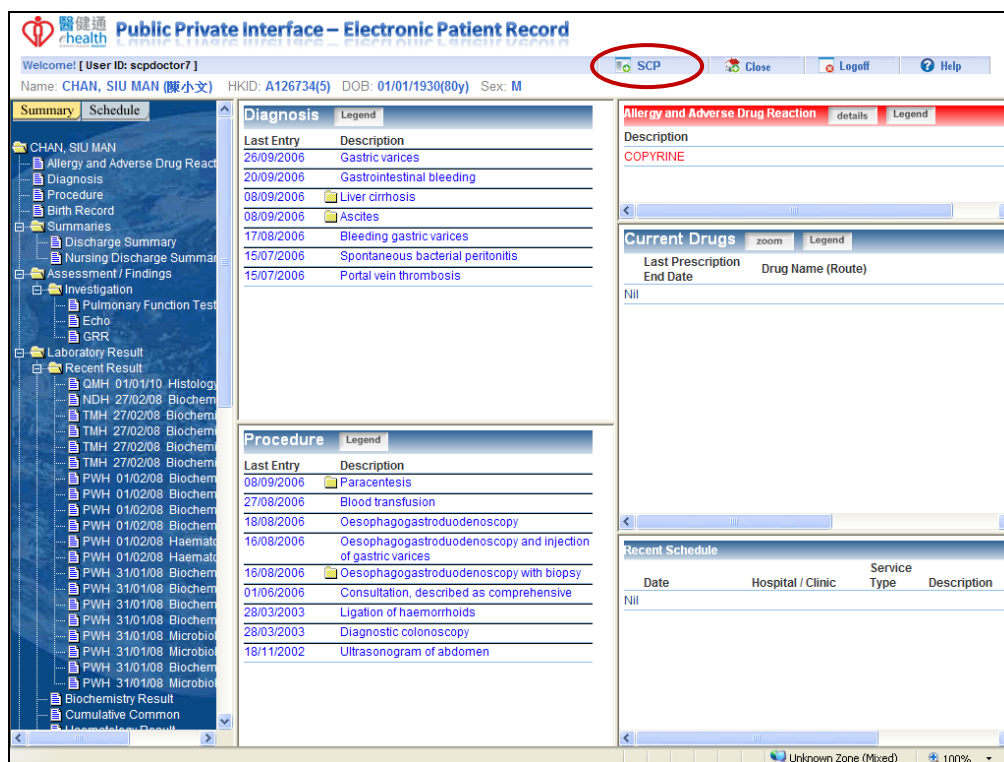 醫健通
ehealth
Public Private Interface – Electronic Patient Record
Welcome! [ User ID: scpdoctor7 ]
SCP
Close
Logoff
Help
Name: CHAN, SIU MAN (陳小文) HKID: A126734(5) DOB: 01/01/1930(80y) Sex: M
Summary Schedule
CHAN, SIU MAN
Allergy and Adverse Drug React
Diagnosis
Procedure
Birth Record
Summaries
Discharge Summary
Nursing Discharge Summar
Assessment / Findings
Investigation
Pulmonary Function Test
Echo
GRR
Laboratory Result
Recent Result
QMH 01/01/10 Histology
NDH 27/02/08 Biochem
TMH 27/02/08 Biochemi
TMH 27/02/08 Biochemi
TMH 27/02/08 Biochemi
TMH 27/02/08 Biochemi
PWH 01/02/08 Biochem
PWH 01/02/08 Biochem
PWH 01/02/08 Biochem
PWH 01/02/08 Biochem
PWH 01/02/08 Haemato
PWH 01/02/08 Haemato
PWH 31/01/08 Biochem
PWH 31/01/08 Biochem
PWH 31/01/08 Biochem
PWH 31/01/08 Biochem
PWH 31/01/08 Microbiol
PWH 31/01/08 Microbiol
PWH 31/01/08 Biochem
PWH 31/01/08 Microbiol
Biochemistry Result
Cumulative Common
Haematology Result
Diagnosis Legend
Last Entry Description
26/09/2006 Gastric varices
20/09/2006 Gastrointestinal bleeding
08/09/2006 Liver cirrhosis
08/09/2006 Ascites
17/08/2006 Bleeding gastric varices
15/07/2006 Spontaneous bacterial peritonitis
15/07/2006 Portal vein thrombosis
Procedure Legend
Last Entry Description
08/09/2006 Paracentesis
27/08/2006 Blood transfusion
18/08/2006 Oesophagogastroduodenoscopy
16/08/2006 Oesophagogastroduodenoscopy and injection
of gastric varices
16/08/2006 Oesophagogastroduodenoscopy with biopsy
01/06/2006 Consultation, described as comprehensive
28/03/2003 Ligation of haemorrhoids
28/03/2003 Diagnostic colonoscopy
18/11/2002 Ultrasonogram of abdomen
Allergy and Adverse Drug Reaction details Legend
Description
COPYRINE
Current Drugs zoom Legend
Last Prescription
End Date Drug Name (Route)
Nil
Recent Schedule
Date Hospital / Clinic Service
Type Description
Nil
Unknown Zone (Mixed) 100%